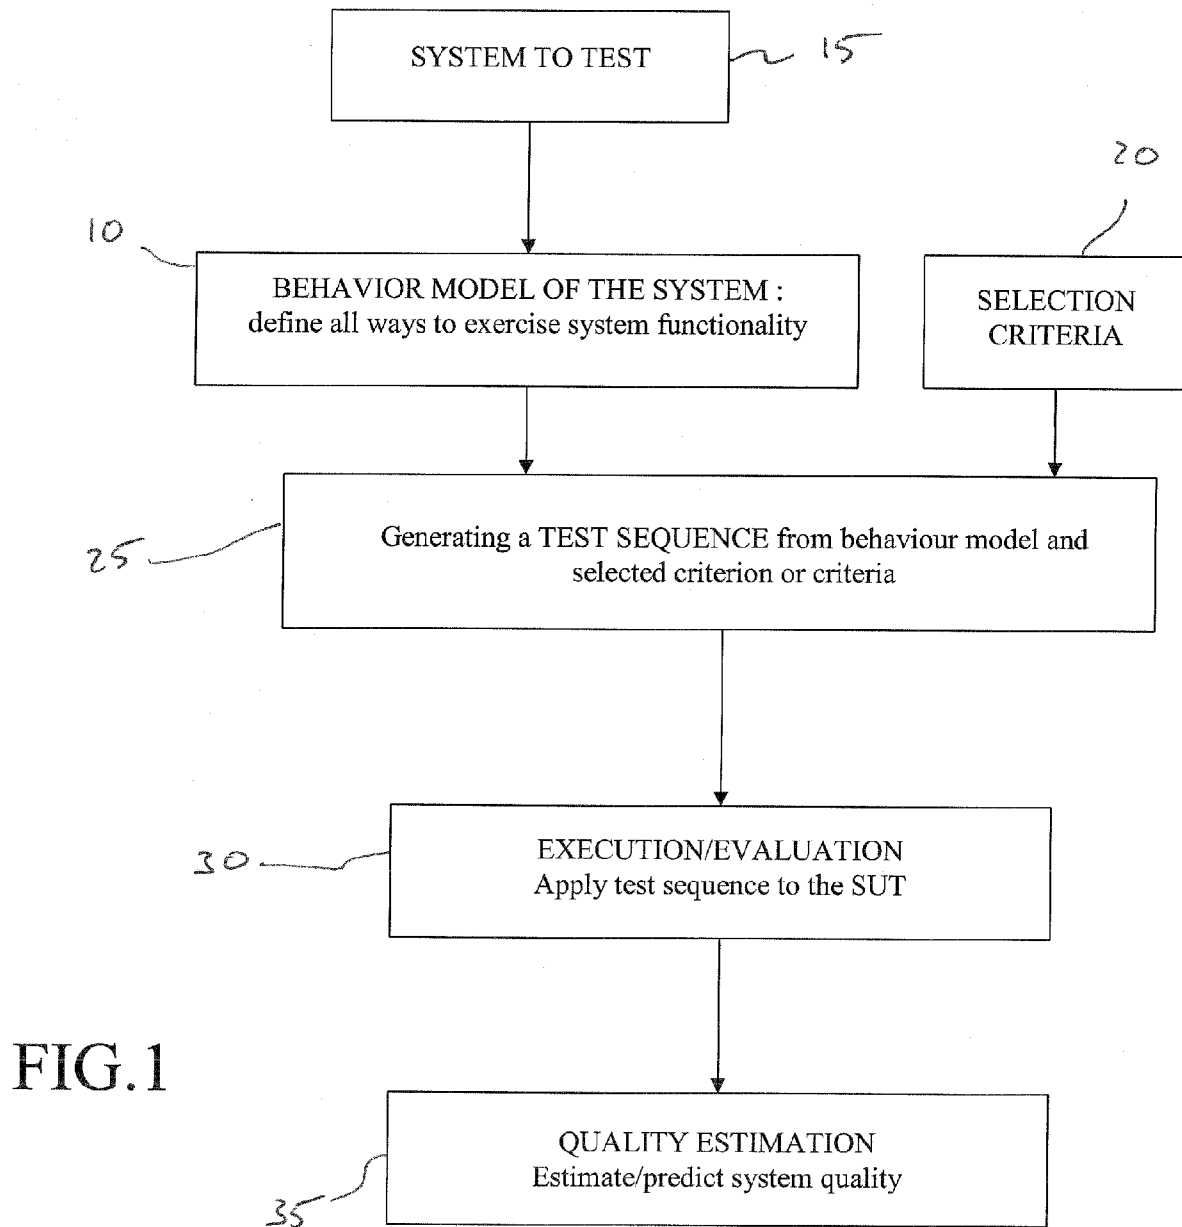 SYSTEM TO TEST
15
20
10
BEHAVIOR MODEL OF THE SYSTEM :
define all ways to exercise system functionality
SELECTION
CRITERIA
25
Generating a TEST SEQUENCE from behaviour model and
selected criterion or criteria
30
EXECUTION/EVALUATION
Apply test sequence to the SUT
FIG.1
QUALITY ESTIMATION
Estimate/predict system quality
35